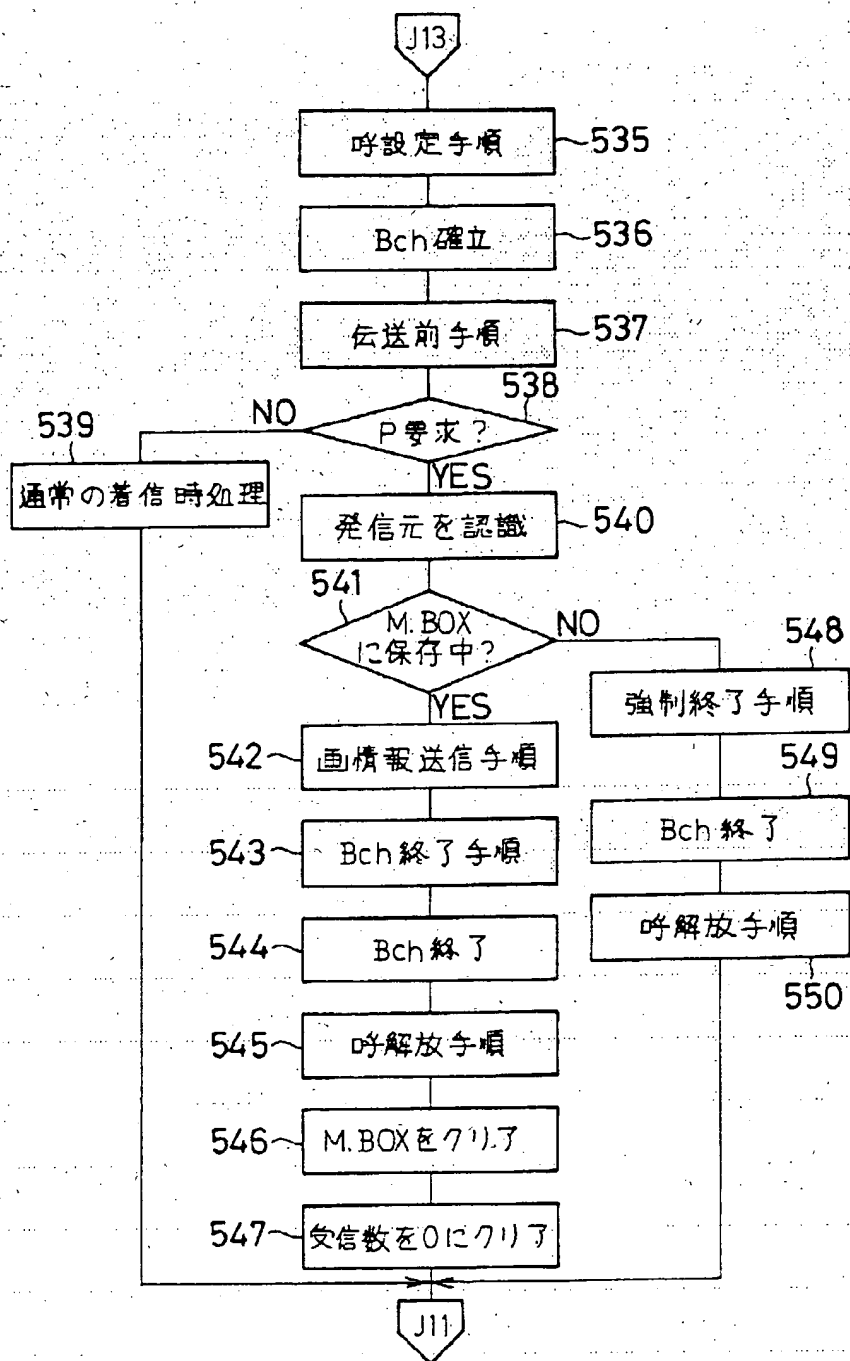 J13
呼設定手順
535
Bch確立
536
伝送前手順
537
538
P要求?
NO
YES
539
通常の着信時処理
発信元を認識
540
541
M.BOX
に保存中?
NO
YES
548
強制終了手順
542
画情報送信手順
549
Bch終了
543
Bch終了手順
呼解放手順
550
544
Bch終了
545
呼解放手順
546
M.BOXをクリア
547
受信数を0にクリア
J11